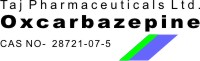 Taj Pharmaceuticals Ltd.
Oxcarbazepine
CAS NO- 28721-07-5